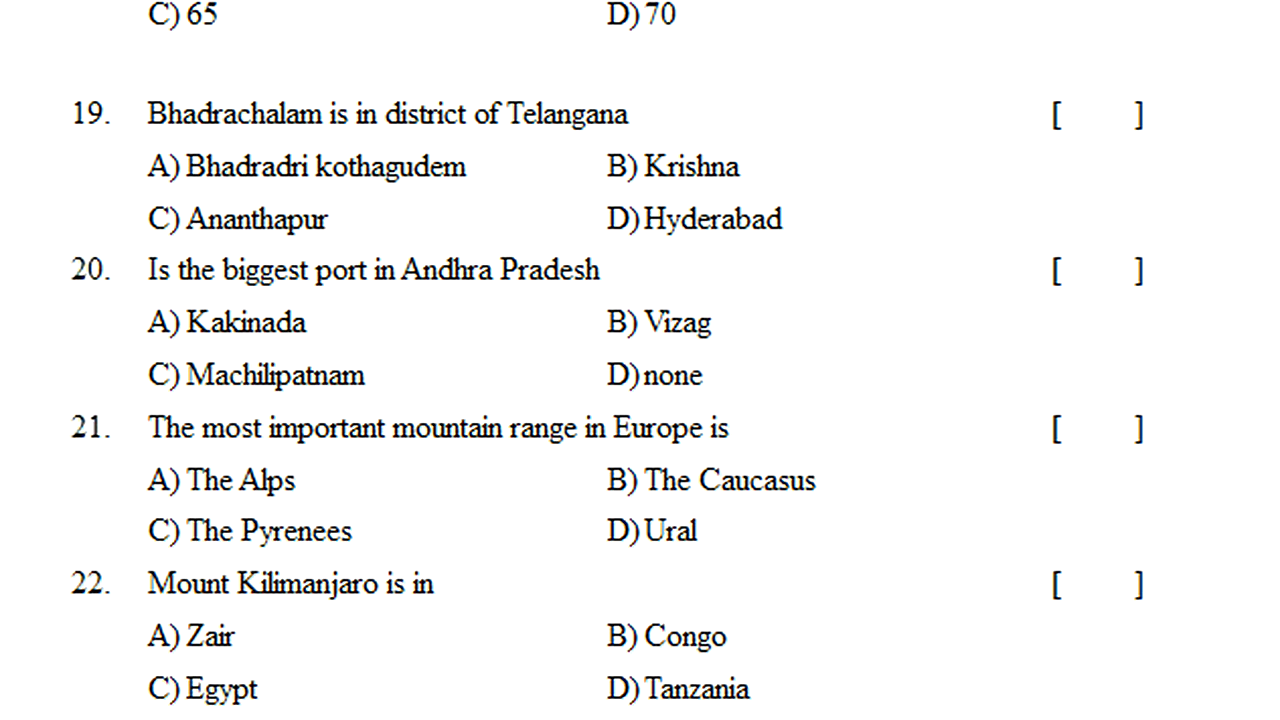 C) 65 D) 70
19. Bhadrachalam is in district of Telangana [ ]
A) Bhadradri kothagudem B) Krishna
C) Ananthapur D) Hyderabad
20. Is the biggest port in Andhra Pradesh [ ]
A) Kakinada B) Vizag
C) Machilipatnam D) none
21. The most important mountain range in Europe is [ ]
A) The Alps B) The Caucasus
C) The Pyrenees D) Ural
22. Mount Kilimanjaro is in [ ]
A) Zair B) Congo
C) Egypt D) Tanzania